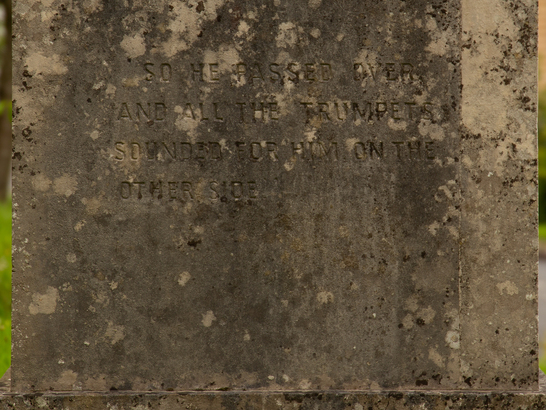 SO HE PASSED OVER
AND ALL THE TRUMPETS
SOUNDED FOR HIM ON THE
OTHER SIDE